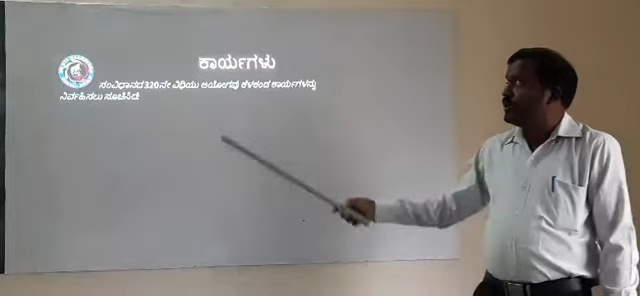 ಕಾರ್ಯಗಳು
ಸಂವಿಧಾನದ 320ನೇ ವಿಧಿಯು ಆಯೋಗವು ಕೆಳಕಂಡ ಕಾರ್ಯಗಳನ್ನು
ನಿರ್ವಹಿಸಲು ಸೂಚಿಸಿದೆ: